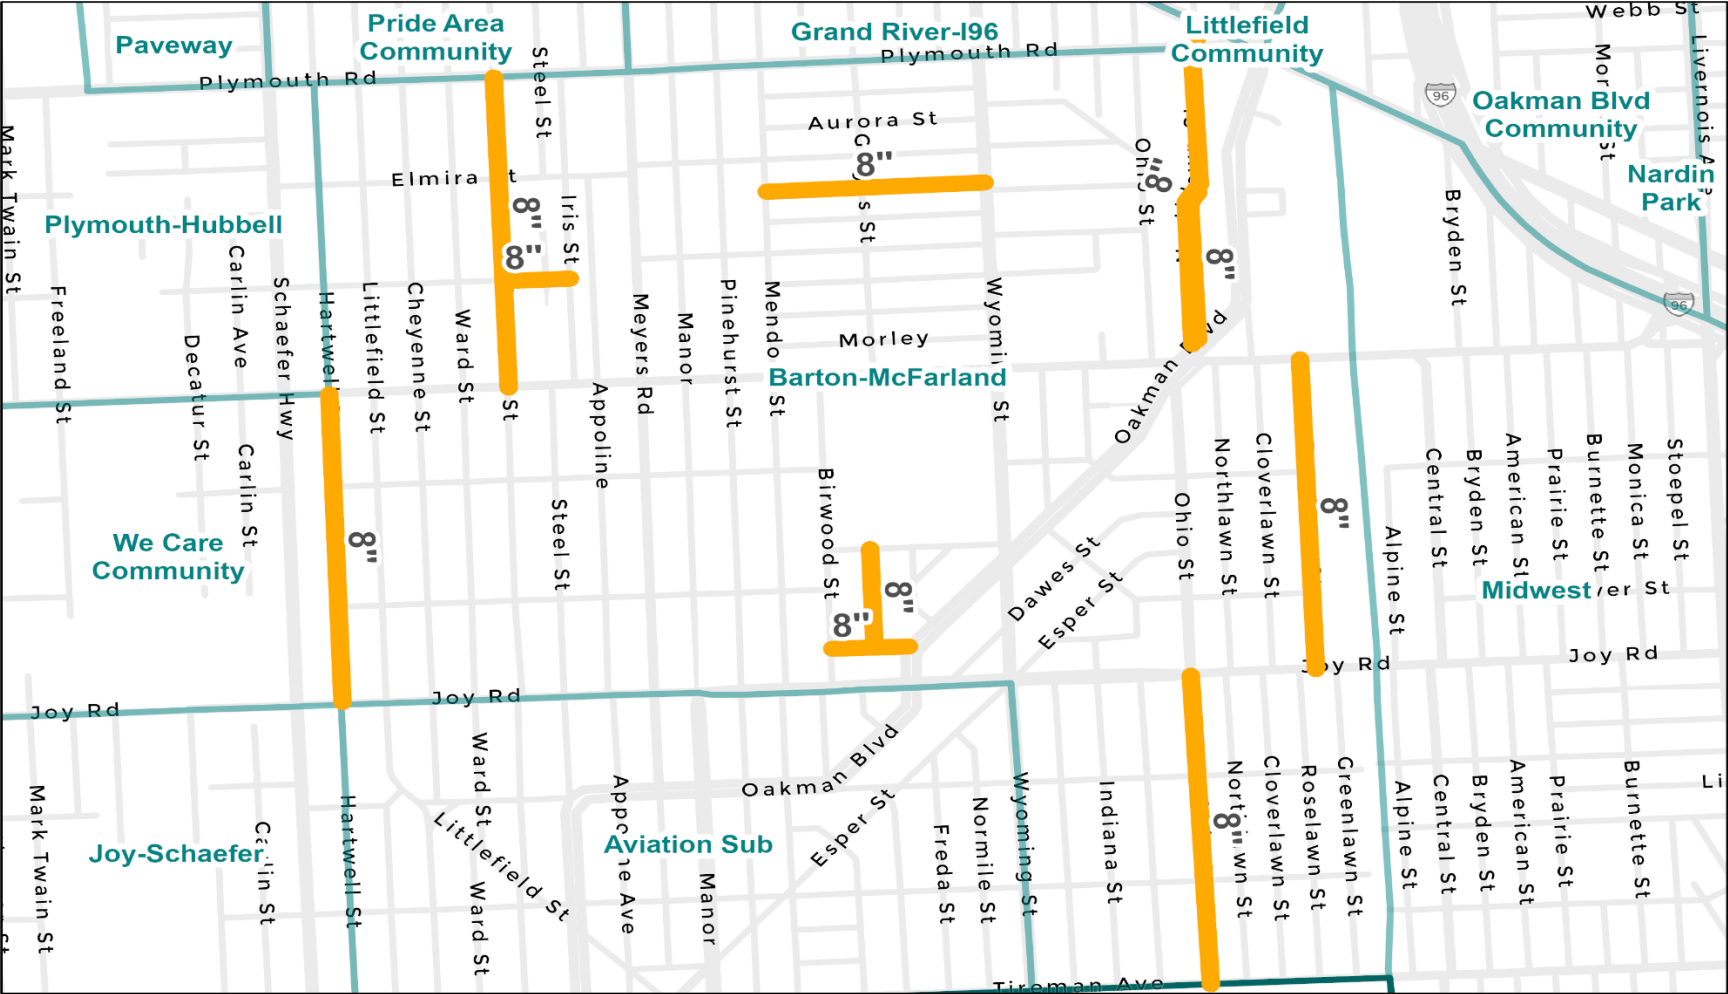 Webb St
Pride Area
Community
Paveway
Grand River-I96
Littlefield
Community
Plymouth Rd
Plymouth Rd
Steel St
Livernois
96
Oakman Blvd
Community
Aurora St
Mark Twain St
8"
Elmira
8"
Ohio St
Nardin
Park
Plymouth-Hubbell
8"
8"
Iris St
8"
Bryden St
96
Carlin Ave
Schaefer Hwy
Freeland St
Decatur St
Littlefield St
Cheyenne St
Ward St
St
Meyers Rd
Manor
Pinehurst St
Mendo St
Morley
Barton-McFarland
St
Oakman
Appoline
Carlin St
Birwood St
Steel St
8"
We Care
Community
8"
8"
8"
Dawes St
Esper St
Ohio St
Northlawn St
Cloverlawn St
Alpine St
Central St
Bryden St
American St
Prairie St
Burnette St
Monica St
Stoepel St
Midwest
Joy Rd
Joy Rd
Joy Rd
Joy Rd
Oakman Blvd
Esper St
Ward St
Littlefield St
Aviation Sub
Joy-Schaefer
Mark Twain St
Hartwell St
Ward St
Manor
Freda St
Normile St
Wyoming St
Indiana St
8"
Cloverlawn St
Roselawn St
Greenlawn St
Alpine St
Central St
Bryden St
American St
Prairie St
Burnette St
Tireman Ave